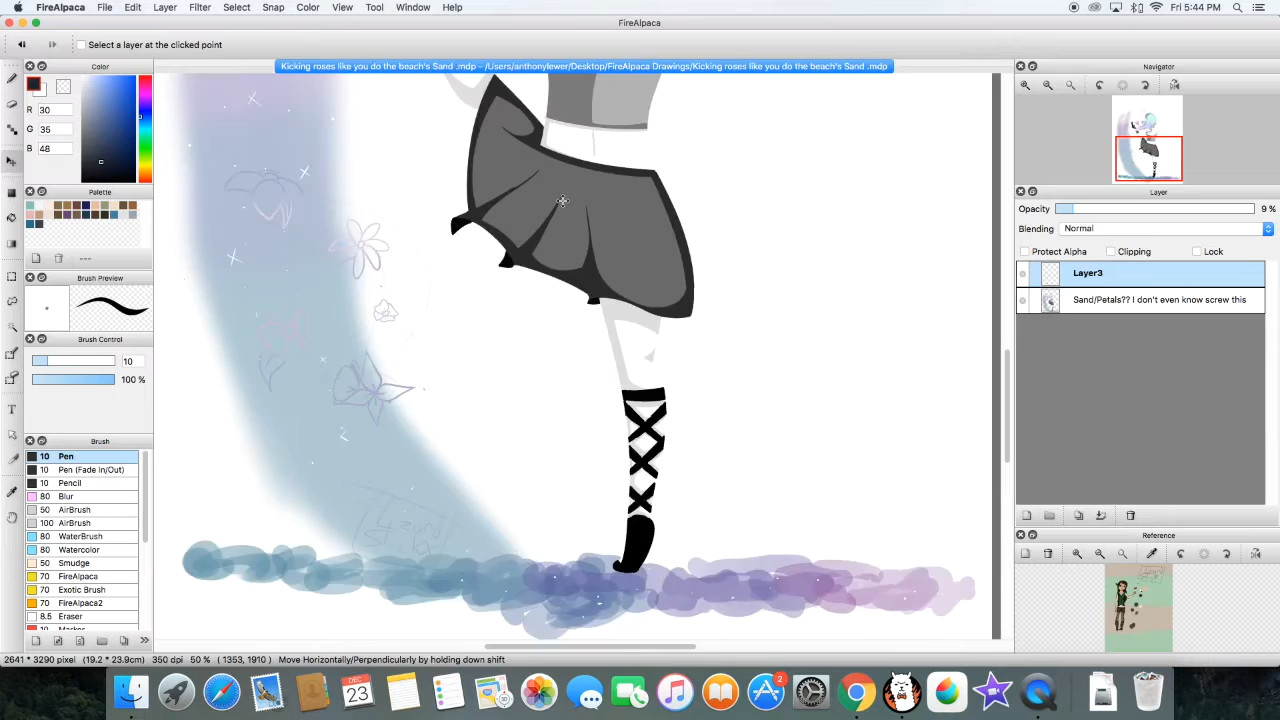 FireAlpaca File Edit Layer Filter Select Snap Color View Tool Window Help Fri 5:44 PM
FireAlpaca
Select a layer at the clicked point
Kicking roses like you do the beach's Sand .mdp - /Users/anthonylewer/Desktop/FireAlpaca Drawings/Kicking roses like you do the beach's Sand .mdp
Color
R 30
G 35
B 48
Palette
---
Brush Preview
Brush Control
10
100 %
Brush
10 Pen
10 Pen (Fade In/Out)
10 Pencil
80 Blur
50 AirBrush
100 AirBrush
80 WaterBrush
80 Watercolor
50 Smudge
70 FireAlpaca
70 Exotic Brush
70 FireAlpaca2
8.5 Eraser
10 Marker
Navigator
Layer
Opacity 9 %
Blending Normal
Protect Alpha Clipping Lock
Layer3
Sand/Petals?? I don't even know screw this
Reference
2641 * 3290 pixel (19.2 * 23.9cm) 350 dpi 50 % ( 1353, 1910 ) Move Horizontally/Perpendicularly by holding down shift
DEC
23
2